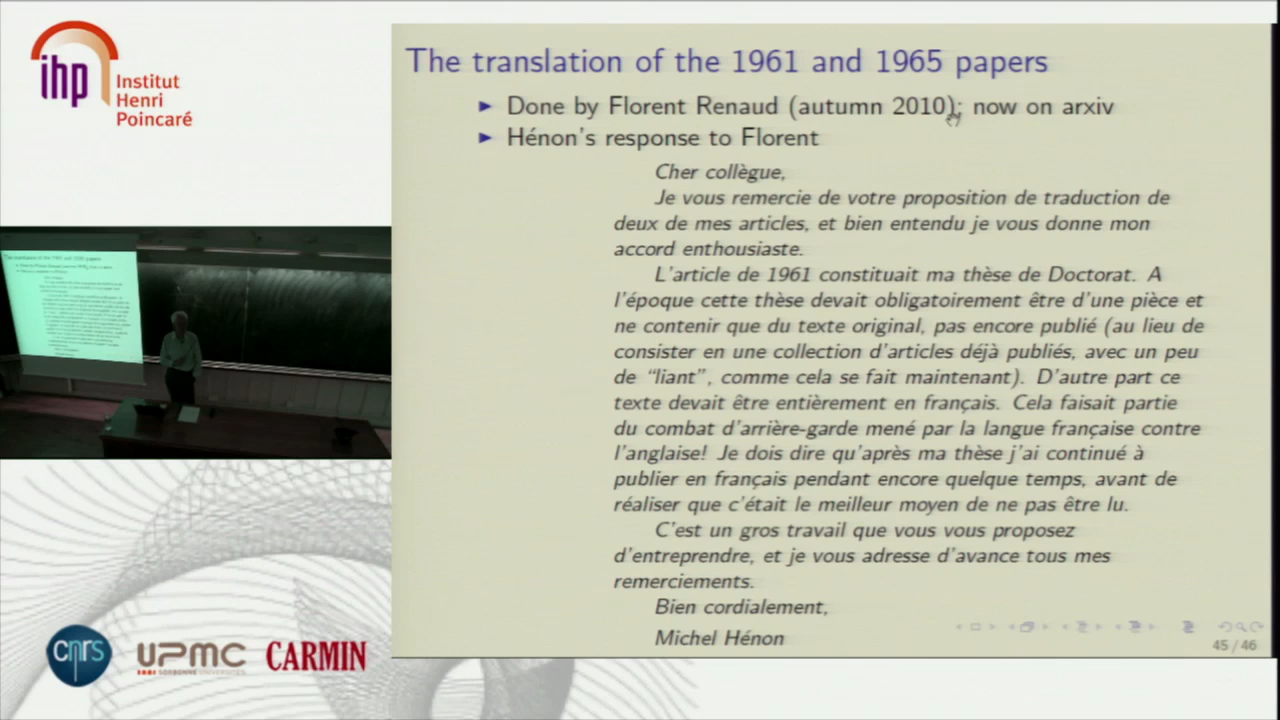 ihp
Institut
Henri
Poincaré
The translation of the 1961 and 1965 papers
Done by Florent Renaud (autumn 2010); now on arxiv
Hénon's response to Florent
Cher collègue,
Je vous remercie de votre proposition de traduction de
deux de mes articles, et bien entendu je vous donne mon
accord enthousiaste.
L'article de 1961 constituait ma thèse de Doctorat. A
l'époque cette thèse devait obligatoirement être d'une pièce et
ne contenir que du texte original, pas encore publié (au lieu de
consister en une collection d'articles déjà publiés, avec un peu
de “liant”, comme cela se fait maintenant). D'autre part ce
texte devait être entièrement en français. Cela faisait partie
du combat d'arrière-garde mené par la langue française contre
l'anglaise! Je dois dire qu'après ma thèse j'ai continué à
publier en français pendant encore quelque temps, avant de
réaliser que c'était le meilleur moyen de ne pas être lu.
C'est un gros travail que vous vous proposez
d'entreprendre, et je vous adresse d'avance tous mes
remerciements.
Bien cordialement,
Michel Hénon
45 / 46
cnrs
UPMC
SORBONNE UNIVERSITÉS
CARMIN